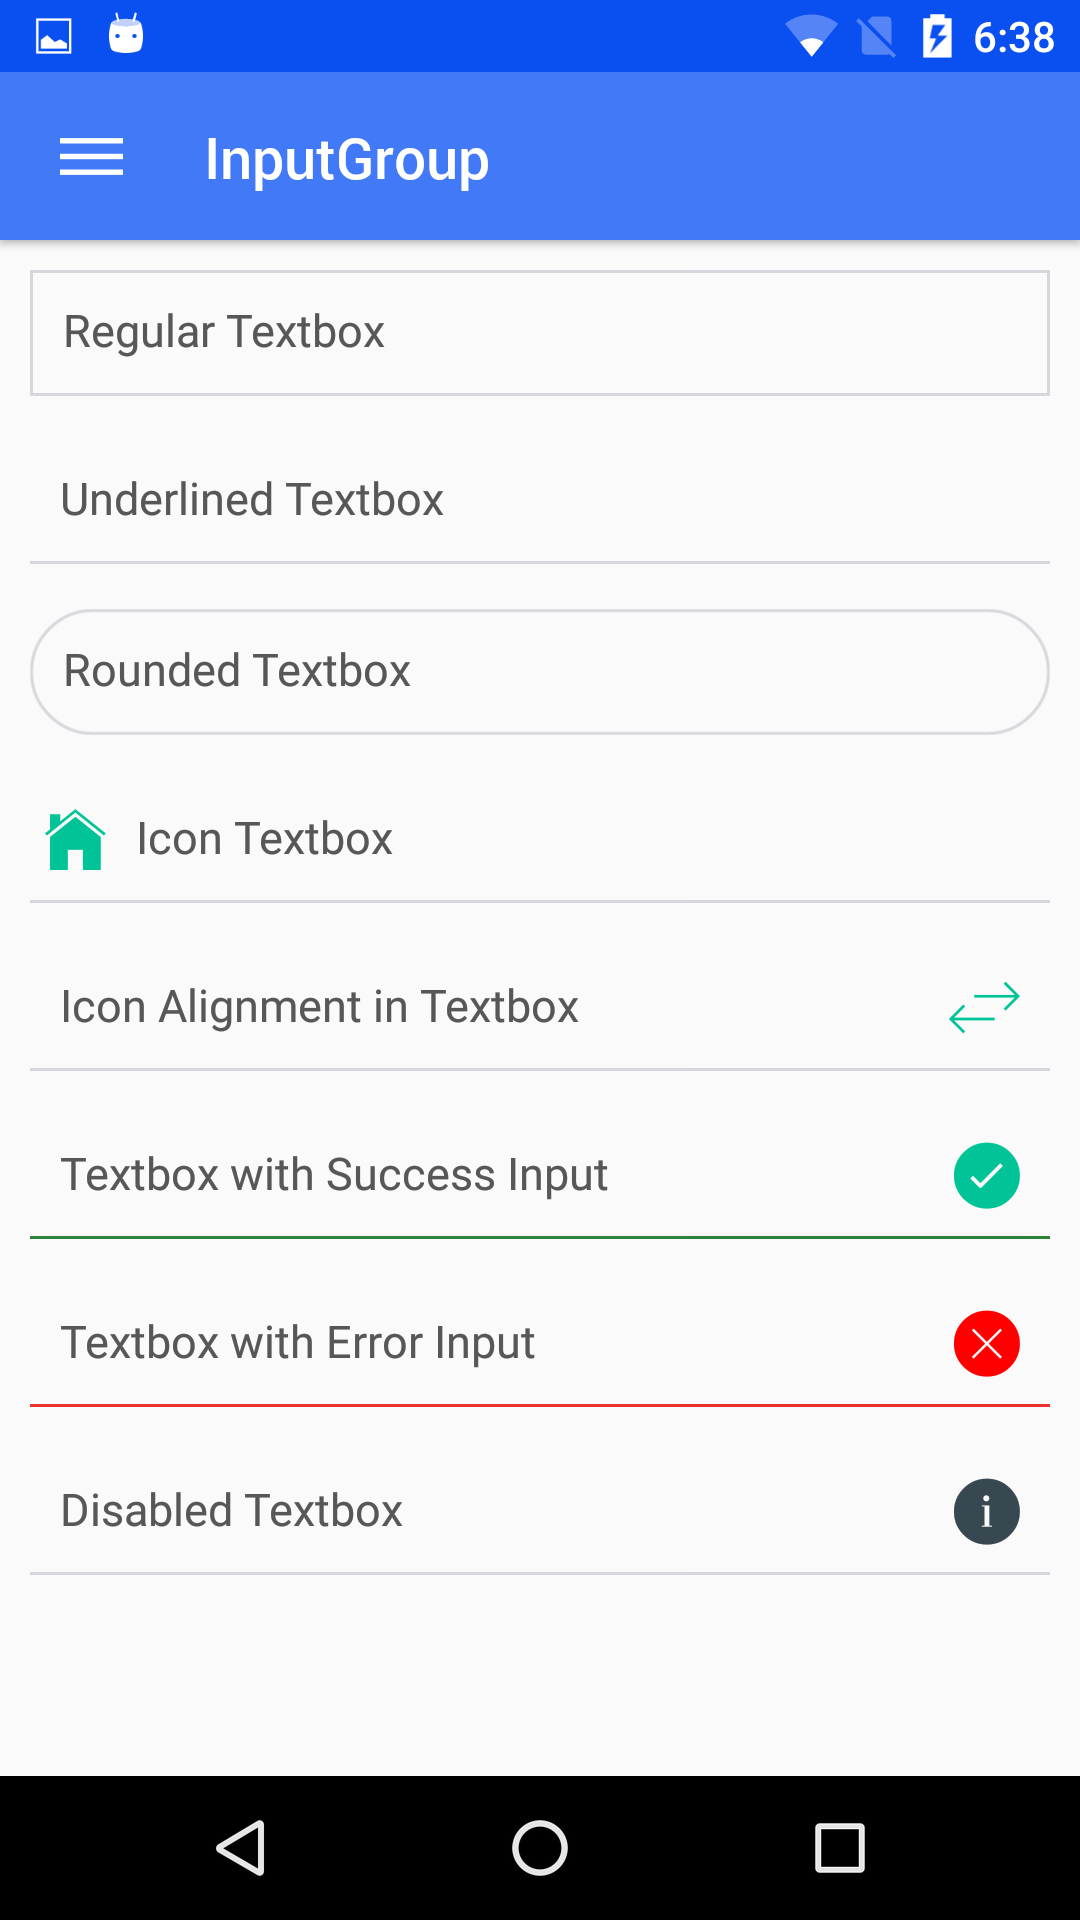 6:38
InputGroup
Regular Textbox
Underlined Textbox
Rounded Textbox
Icon Textbox
Icon Alignment in Textbox
Textbox with Success Input
Textbox with Error Input
Disabled Textbox